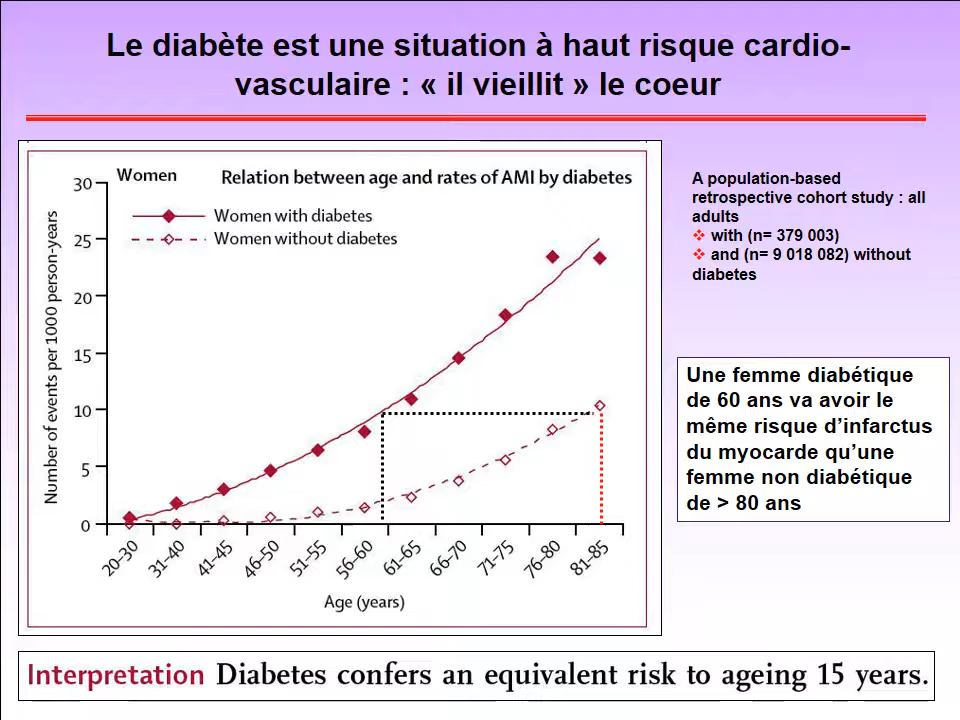 Le diabète est une situation à haut risque cardio-
vasculaire : « il vieillit » le coeur
Women
Relation between age and rates of AMI by diabetes
Women with diabetes
Women without diabetes
Number of events per 1000 person-years
30
25
20
15
10
5
0
20–30
31–40
41–45
46–50
51–55
56–60
61–65
66–70
71–75
76–80
81–85
Age (years)
A population-based
retrospective cohort study : all
adults
❖ with (n= 379 003)
❖ and (n= 9 018 082) without
diabetes
Une femme diabétique
de 60 ans va avoir le
même risque d’infarctus
du myocarde qu’une
femme non diabétique
de > 80 ans
Interpretation Diabetes confers an equivalent risk to ageing 15 years.